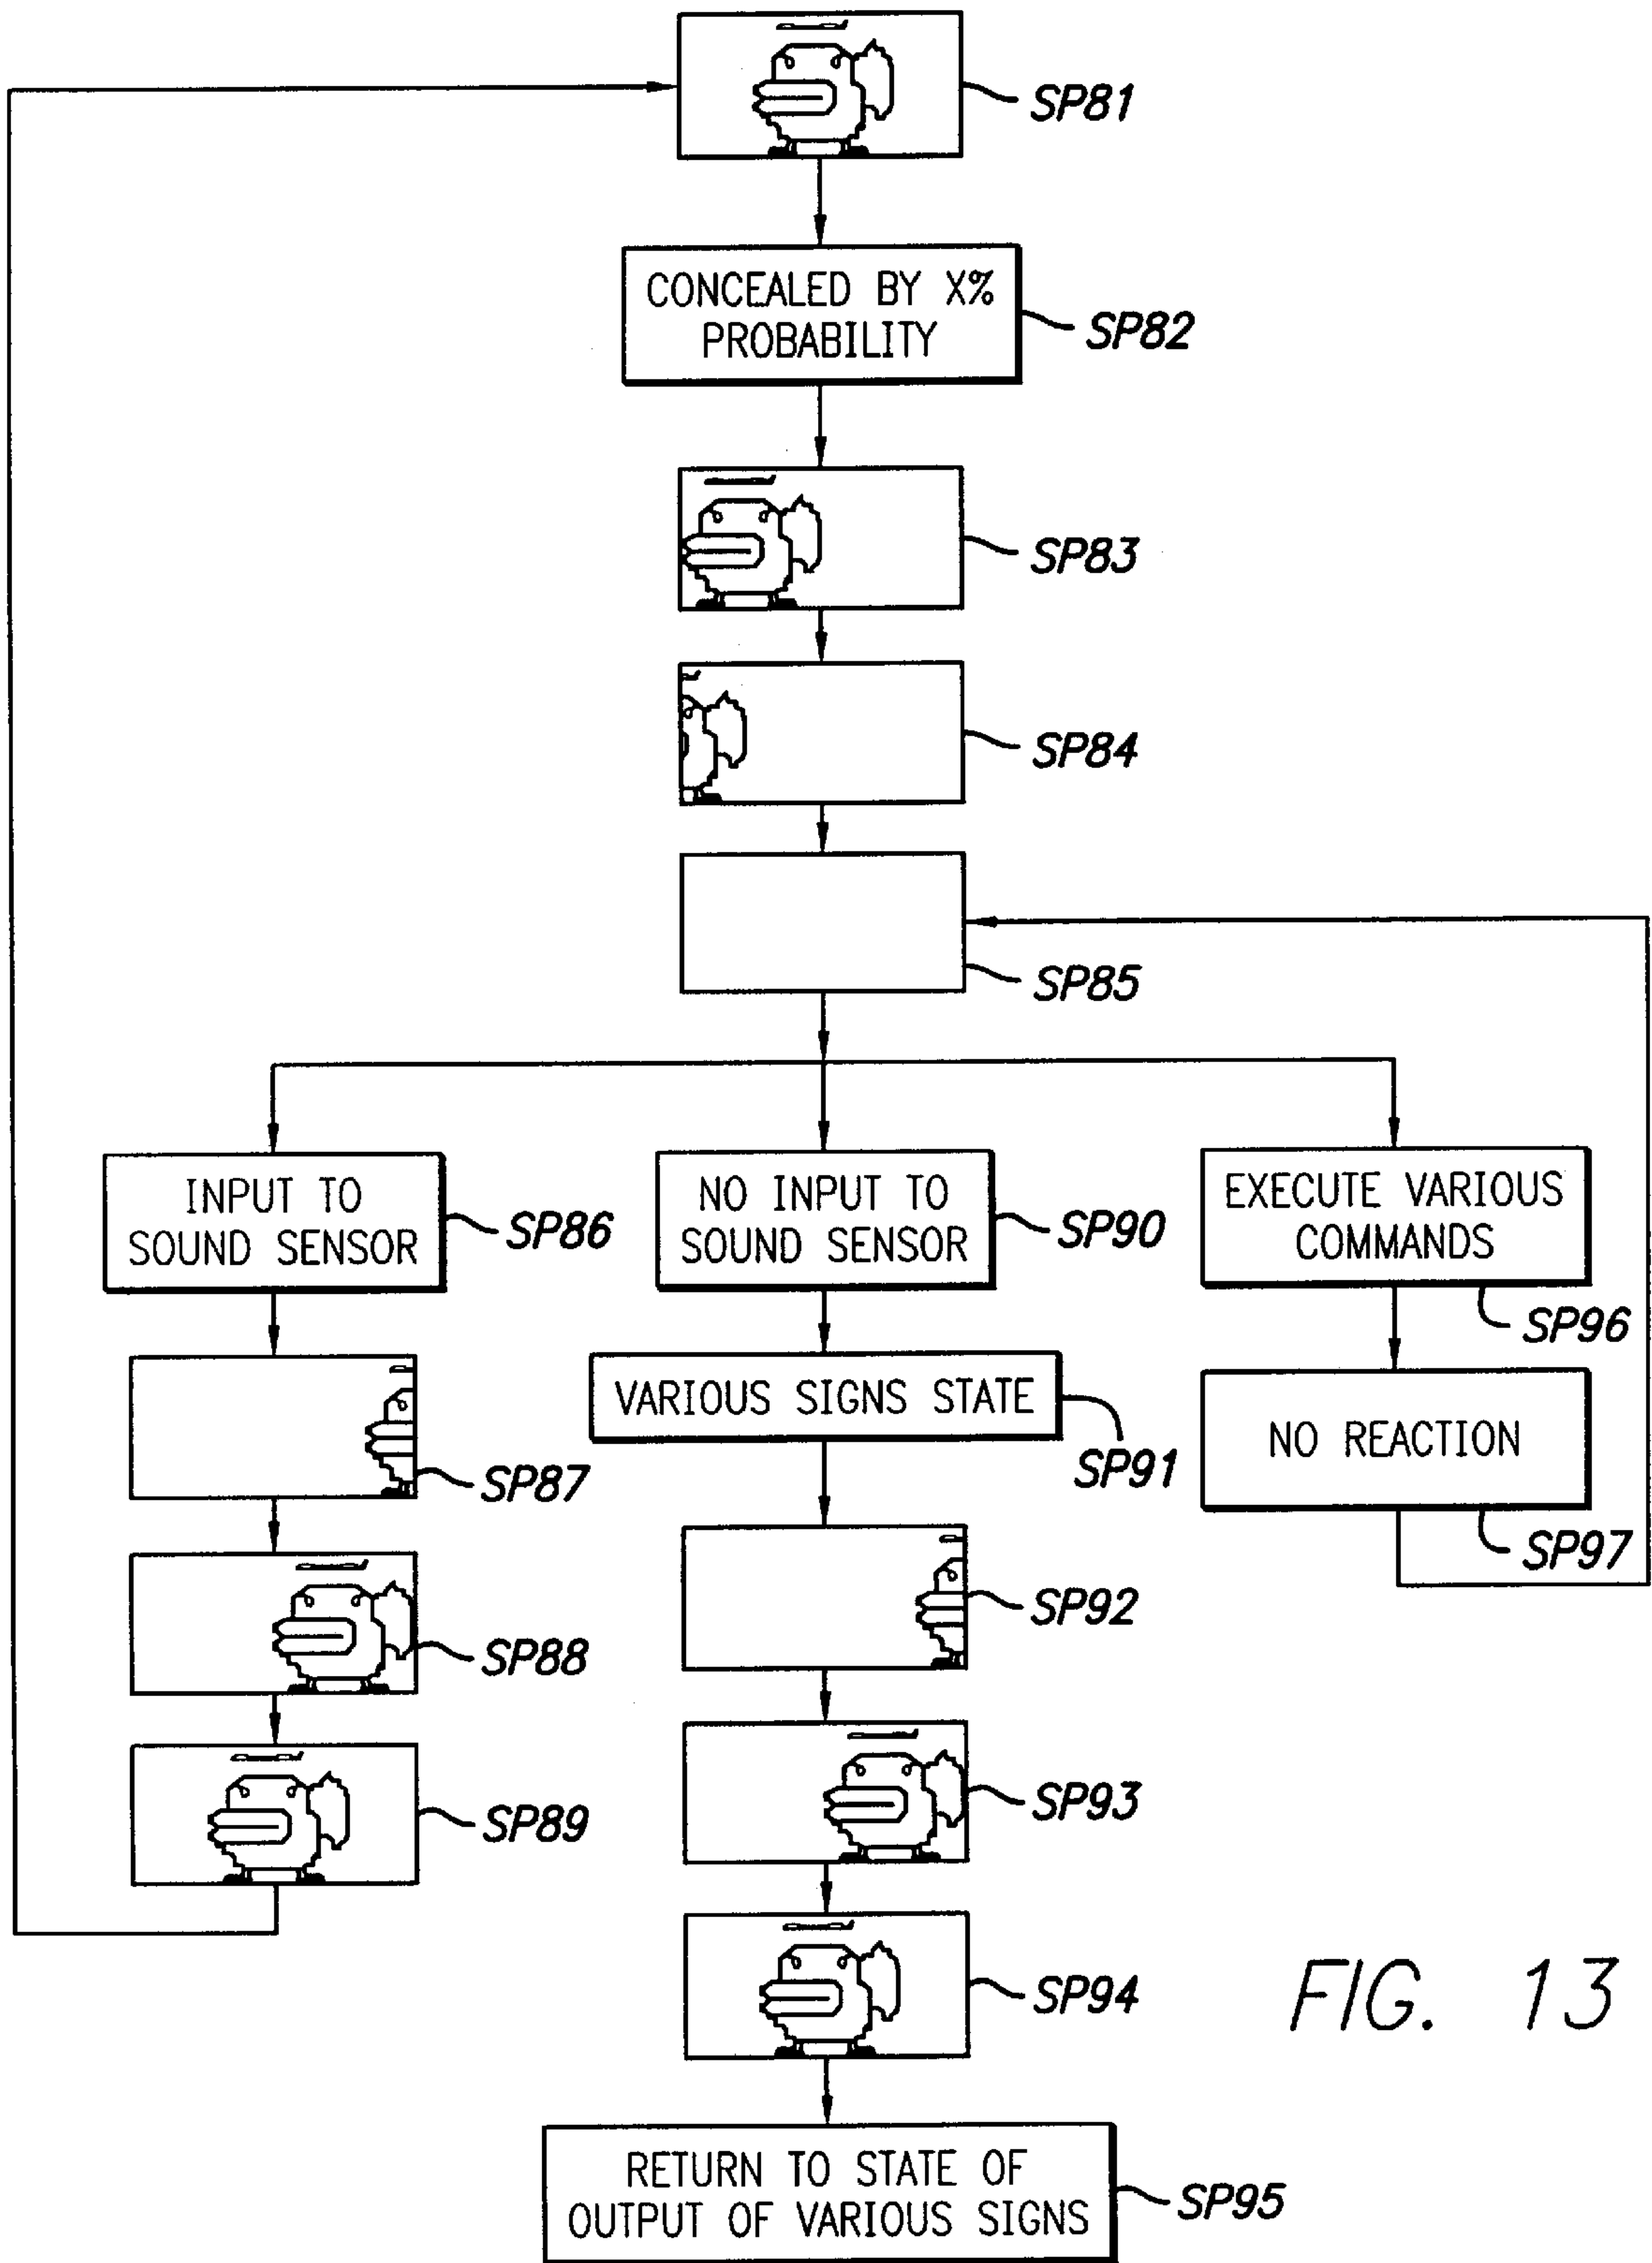 SP81
CONCEALED BY X%
PROBABILITY
SP82
SP83
SP84
SP85
INPUT TO
SOUND SENSOR
SP86
NO INPUT TO
SOUND SENSOR
SP90
EXECUTE VARIOUS
COMMANDS
SP96
VARIOUS SIGNS STATE
SP91
NO REACTION
SP97
SP87
SP92
SP88
SP93
SP89
SP94
FIG. 13
RETURN TO STATE OF
OUTPUT OF VARIOUS SIGNS
SP95